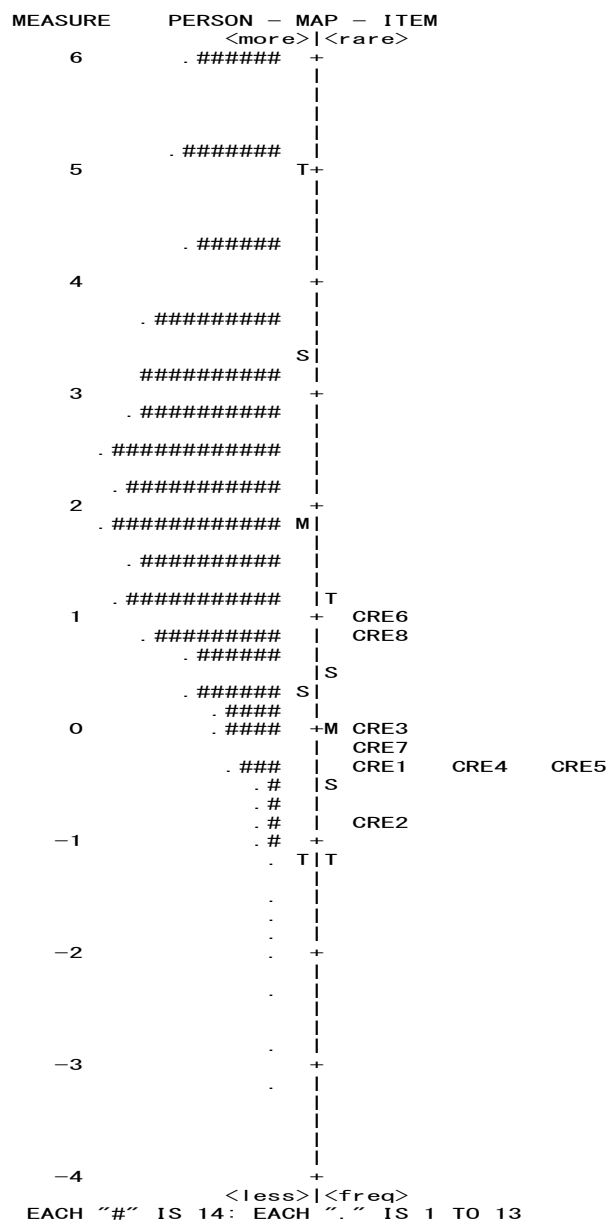 MEASURE PERSON - MAP - ITEM
<more>|<rare>
6 .###### +
|
|
|
|
.####### |
5 T+
|
|
|
.###### |
|
4 +
|
.######### |
|
S|
########## |
3 +
.########## |
|
.############ |
|
.########### |
2 +
.############ M|
|
.########## |
|
.########### |T
1 + CRE6
.######### | CRE8
.###### |
|S
.###### S|
.#### |
0 .#### +M CRE3
| CRE7
.### | CRE1 CRE4 CRE5
.# |S
.# |
.# | CRE2
-1 .# +
. T|T
|
. |
. |
. |
-2 . +
|
. |
|
|
. |
-3 +
. |
|
|
|
|
-4 +
<less>|<freq>
EACH "#" IS 14: EACH "." IS 1 TO 13